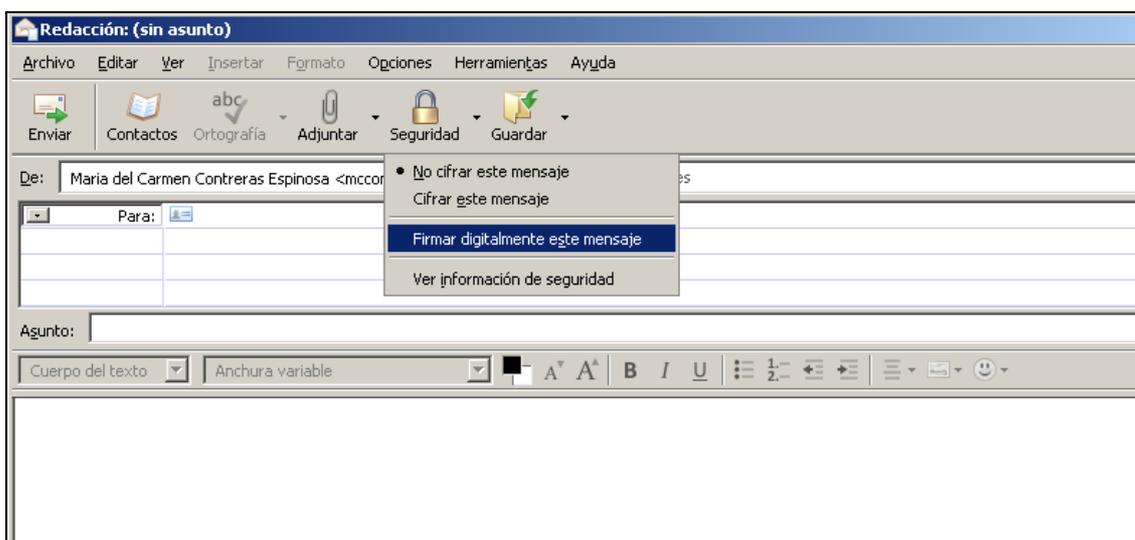 Redacción: (sin asunto)
Archivo Editar Ver Insertar Formato Opciones Herramientas Ayuda
Enviar Contactos Ortografía Adjuntar Seguridad Guardar
De: Maria del Carmen Contreras Espinosa
No cifrar este mensaje
Cifrar este mensaje
Para:
Firmar digitalmente este mensaje
Ver información de seguridad
Asunto:
Cuerpo del texto Anchura variable